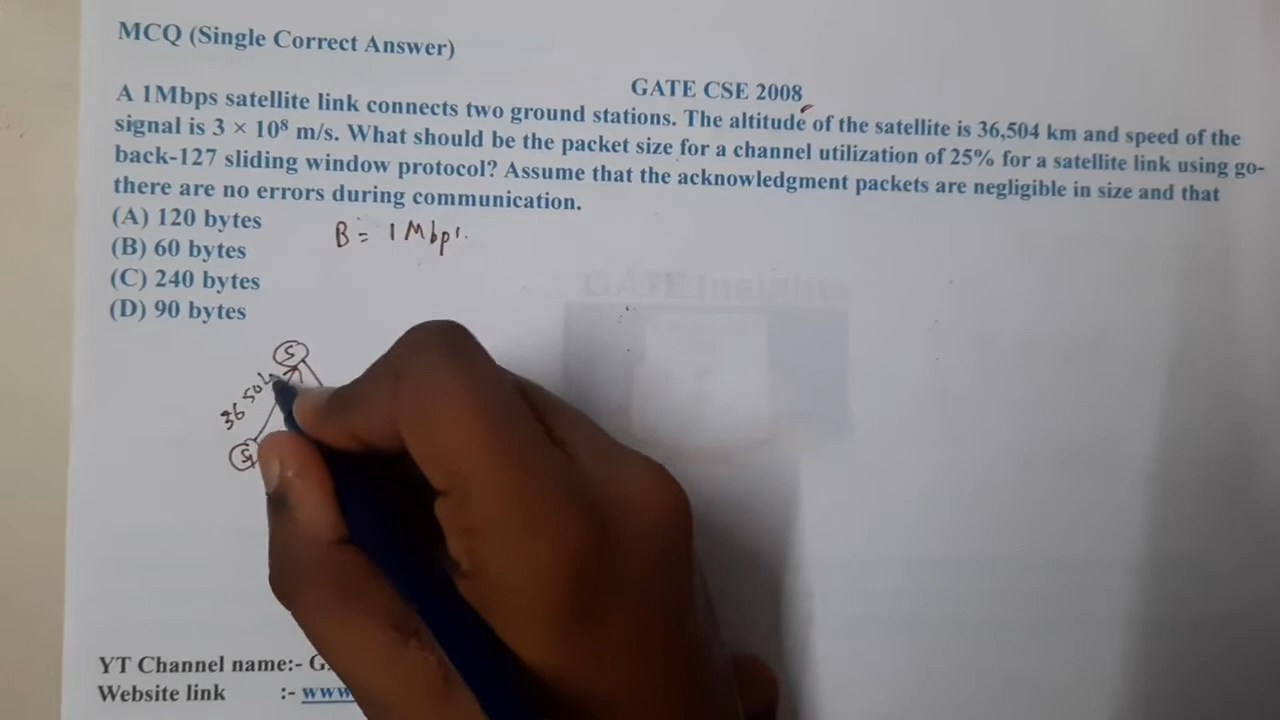 MCQ (Single Correct Answer)
GATE CSE 2008
A 1Mbps satellite link connects two ground stations. The altitude of the satellite is 36,504 km and speed of the
signal is 3 × 10⁸ m/s. What should be the packet size for a channel utilization of 25% for a satellite link using go-
back-127 sliding window protocol? Assume that the acknowledgment packets are negligible in size and that
there are no errors during communication.
(A) 120 bytes
B = 1 Mbps.
(B) 60 bytes
(C) 240 bytes
(D) 90 bytes
S
36504
YT Channel name:- G
Website link :- www